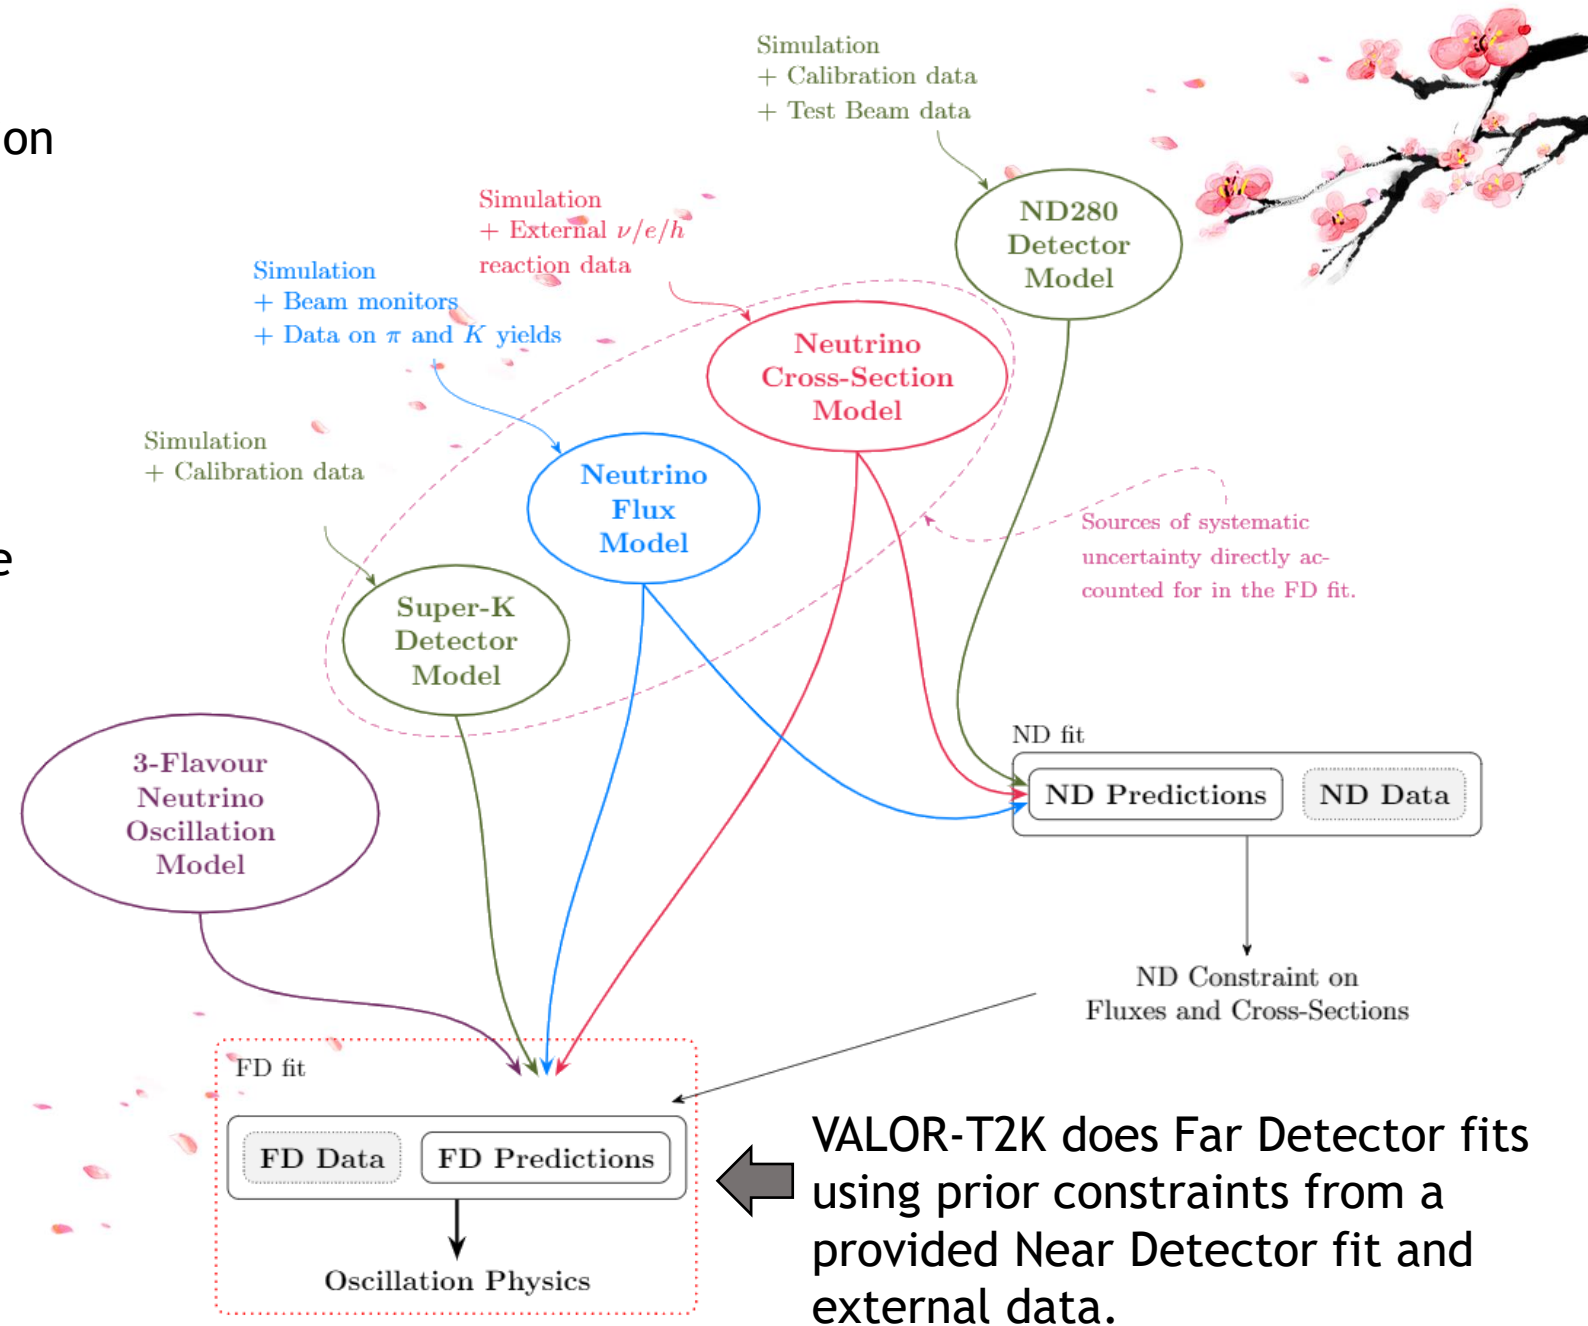 on
e
Simulation
+ Calibration data
+ Test Beam data
ND280
Detector
Model
Simulation
+ External ν/e/h
reaction data
Neutrino
Cross-Section
Model
Simulation
+ Beam monitors
+ Data on π and K yields
Neutrino
Flux
Model
Simulation
+ Calibration data
Super-K
Detector
Model
Sources of systematic
uncertainty directly ac-
counted for in the FD fit.
3-Flavour
Neutrino
Oscillation
Model
ND fit
ND Predictions
ND Data
ND Constraint on
Fluxes and Cross-Sections
FD fit
FD Data
FD Predictions
Oscillation Physics
VALOR-T2K does Far Detector fits
using prior constraints from a
provided Near Detector fit and
external data.